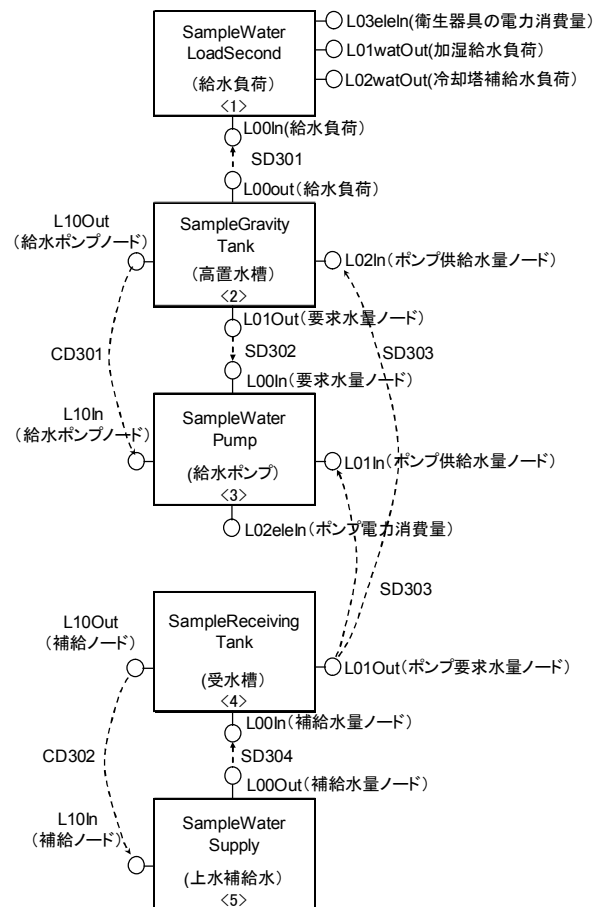 SampleWater
LoadSecond
（給水負荷）
<1>
L03eleIn(衛生器具の電力消費量)
L01watOut(加湿給水負荷)
L02watOut(冷却塔補給水負荷)
L00In(給水負荷)
SD301
L00out（給水負荷）
L10Out
（給水ポンプノード）
SampleGravity
Tank
（高置水槽）
<2>
L02In（ポンプ供給水量ノード）
L01Out（要求水量ノード）
SD302
SD303
CD301
L00In（要求水量ノード）
L10In
（給水ポンプノード）
SampleWater
Pump
(給水ポンプ）
<3>
L01In（ポンプ供給水量ノード）
L02eleIn（ポンプ電力消費量）
SD303
L10Out
（補給ノード）
SampleReceiving
Tank
(受水槽）
<4>
L01Out（ポンプ要求水量ノード）
L00In（補給水量ノード）
CD302
SD304
L00Out（補給水量ノード）
L10In
（補給ノード）
SampleWater
Supply
（上水補給水）
<5>